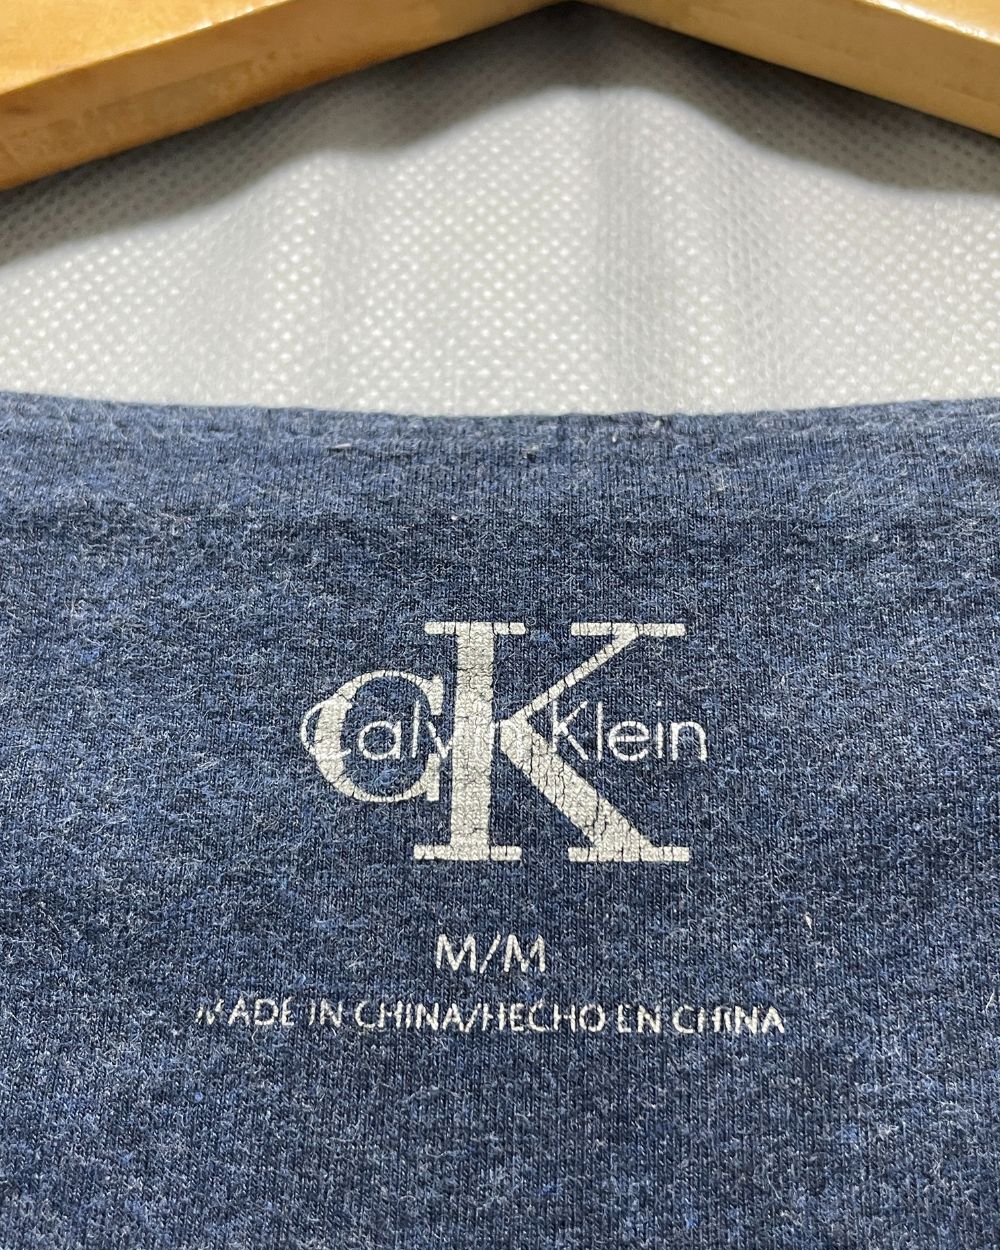 cK
Calvin Klein
M/M
MADE IN CHINA/HECHO EN CHINA